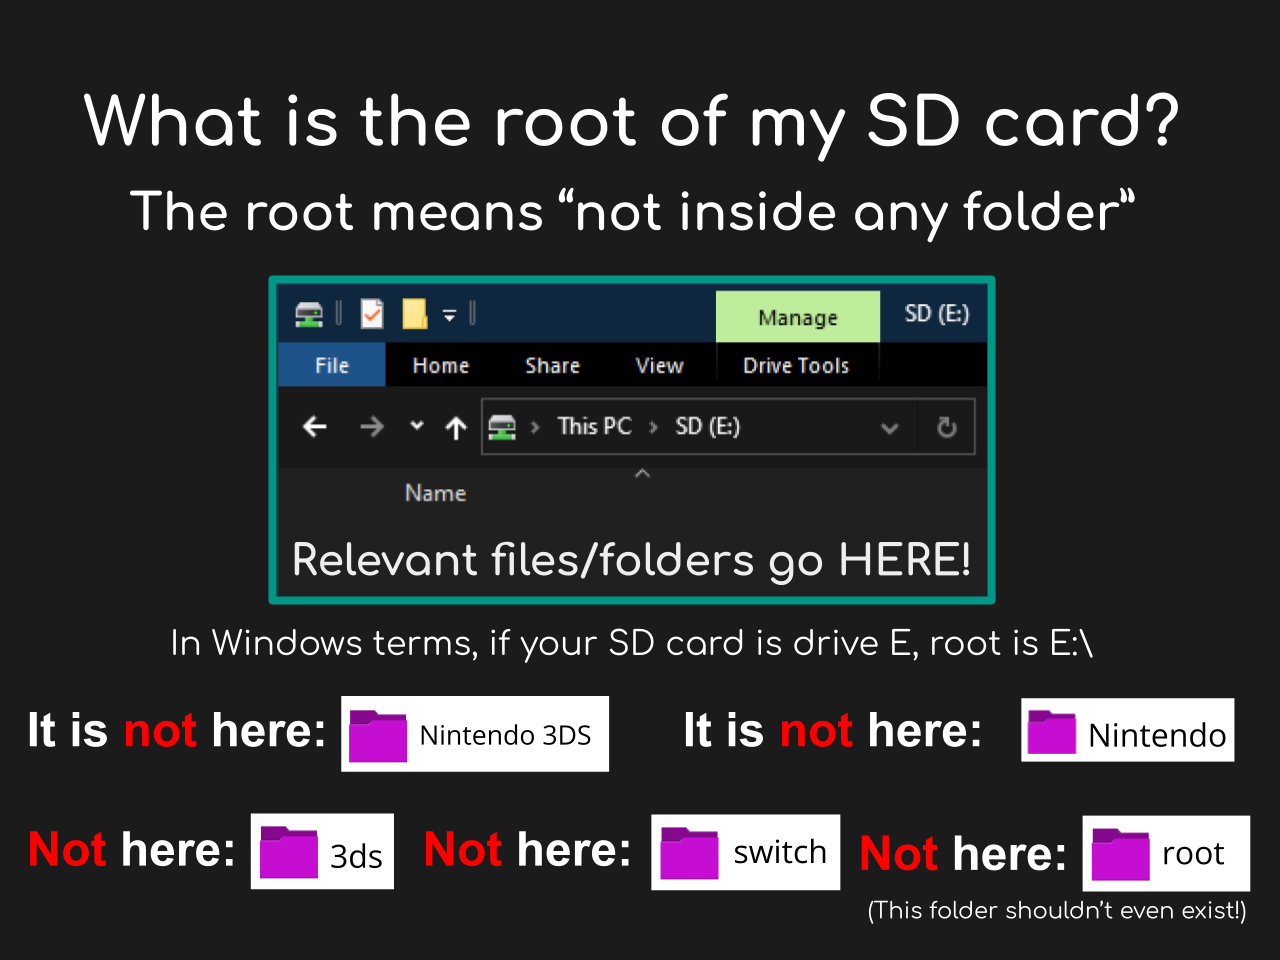 What is the root of my SD card?
The root means “not inside any folder”
Manage
SD (E:)
File
Home
Share
View
Drive Tools
This PC
SD (E:)
Name
Relevant files/folders go HERE!
In Windows terms, if your SD card is drive E, root is E:\
It is not here:
Nintendo 3DS
It is not here:
Nintendo
Not here:
3ds
Not here:
switch
Not here:
root
(This folder shouldn’t even exist!)